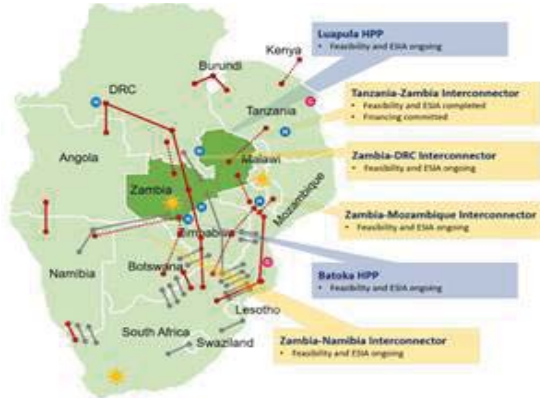 Luapula HPP
• Feasibility and ESIA ongoing
Kenya
Burundi
DRC
Tanzania-Zambia Interconnector
• Feasibility and ESIA completed
• Financing committed
Tanzania
Angola
Malawi
Zambia-DRC Interconnector
• Feasibility and ESIA ongoing
Zambia
Mozambique
Zambia-Mozambique Interconnector
• Feasibility and ESIA ongoing
Zimbabwe
Namibia
Botswana
Batoka HPP
• Feasibility and ESIA ongoing
Lesotho
South Africa
Swaziland
Zambia-Namibia Interconnector
• Feasibility and ESIA ongoing
H
H
H
H
H
H
G
G